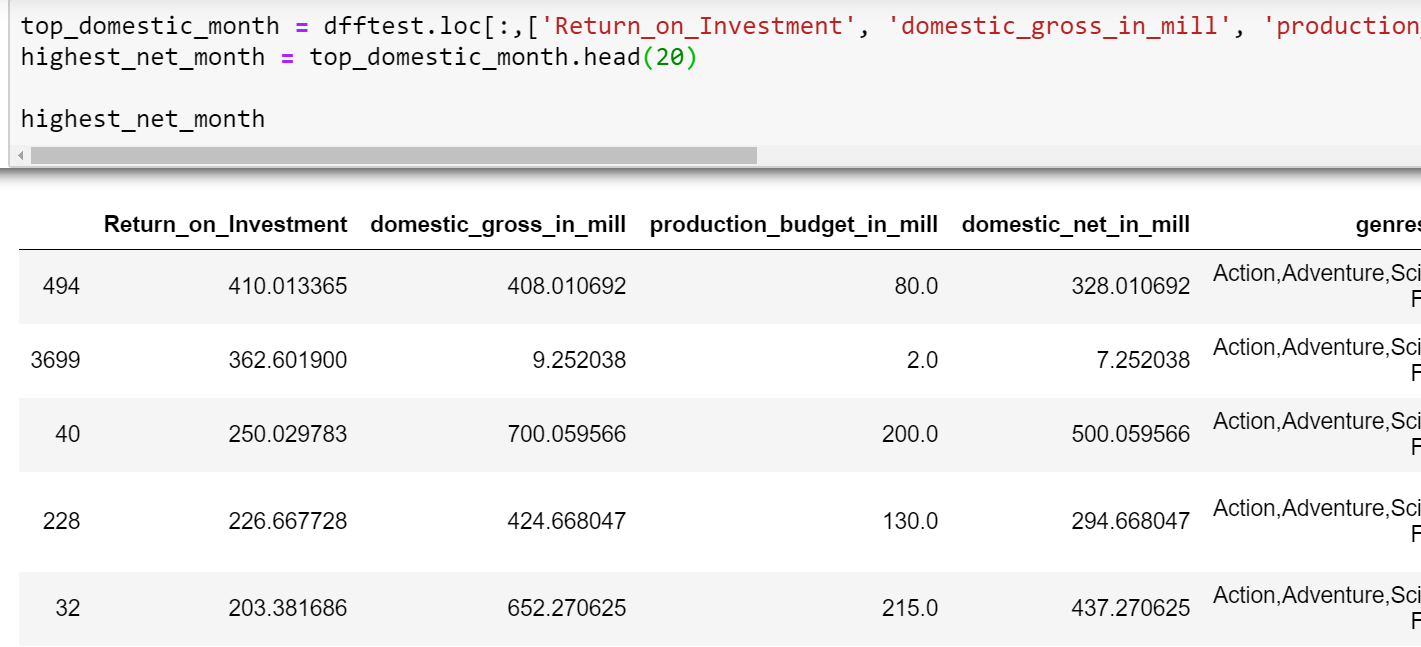 top_domestic_month = dfftest.loc[:,['Return_on_Investment', 'domestic_gross_in_mill', 'production_
highest_net_month = top_domestic_month.head(20)
highest_net_month
Return_on_Investment domestic_gross_in_mill production_budget_in_mill domestic_net_in_mill genres
494 410.013365 408.010692 80.0 328.010692 Action,Adventure,Sci
F
3699 362.601900 9.252038 2.0 7.252038 Action,Adventure,Sci
F
40 250.029783 700.059566 200.0 500.059566 Action,Adventure,Sci
F
228 226.667728 424.668047 130.0 294.668047 Action,Adventure,Sci
F
32 203.381686 652.270625 215.0 437.270625 Action,Adventure,Sci
F